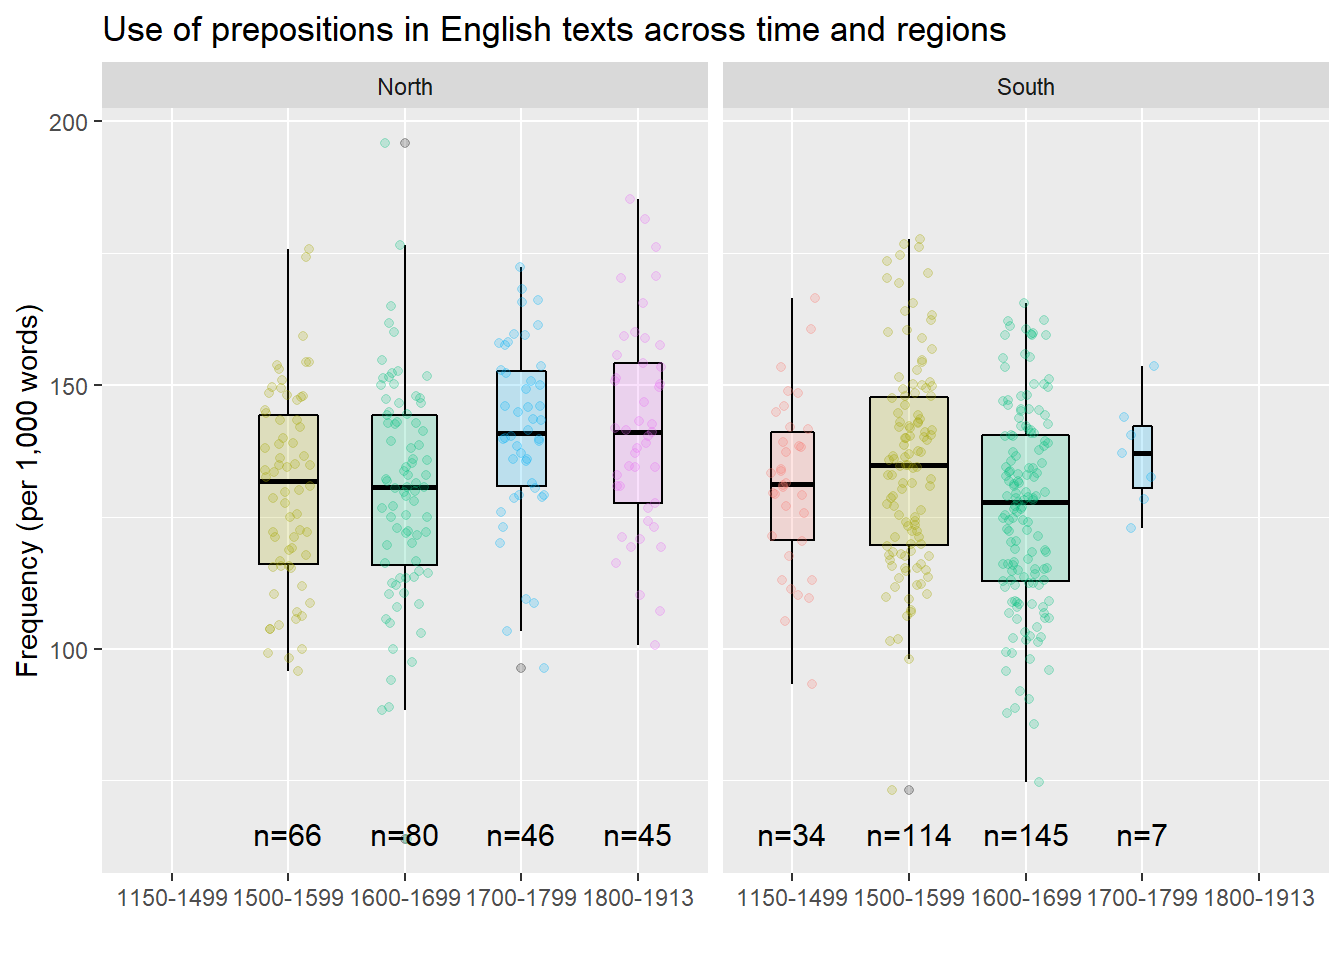 Use of prepositions in English texts across time and regions
North
South
Frequency (per 1,000 words)
200
150
100
n=66
n=80
n=46
n=45
n=34
n=114
n=145
n=7
1150-1499
1500-1599
1600-1699
1700-1799
1800-1913
1150-1499
1500-1599
1600-1699
1700-1799
1800-1913